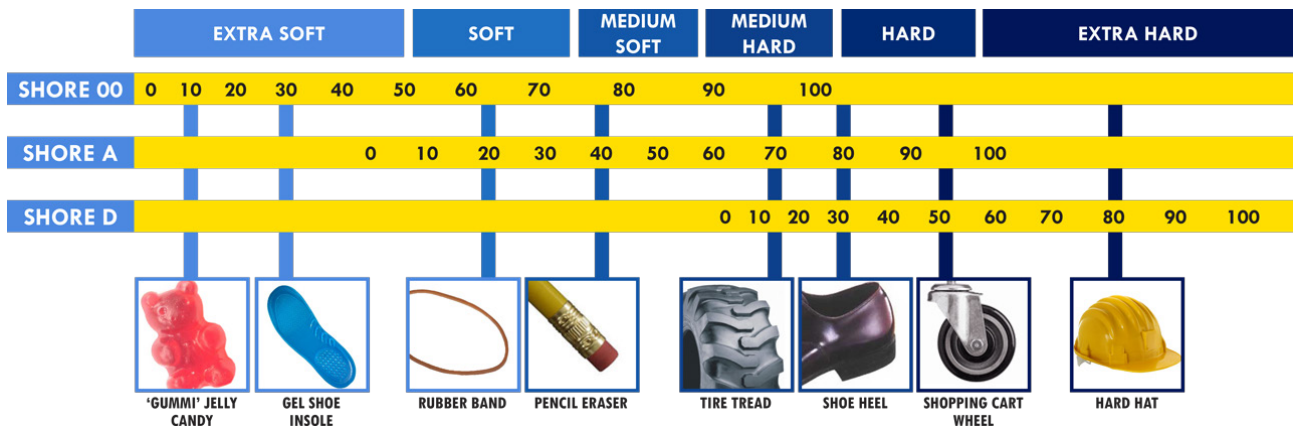 EXTRA SOFT SOFT MEDIUM SOFT MEDIUM HARD HARD EXTRA HARD
SHORE 00 0 10 20 30 40 50 60 70 80 90 100
SHORE A 0 10 20 30 40 50 60 70 80 90 100
SHORE D 0 10 20 30 40 50 60 70 80 90 100
'GUMMI' JELLY CANDY
GEL SHOE INSOLE
RUBBER BAND
PENCIL ERASER
TIRE TREAD
SHOE HEEL
SHOPPING CART WHEEL
HARD HAT